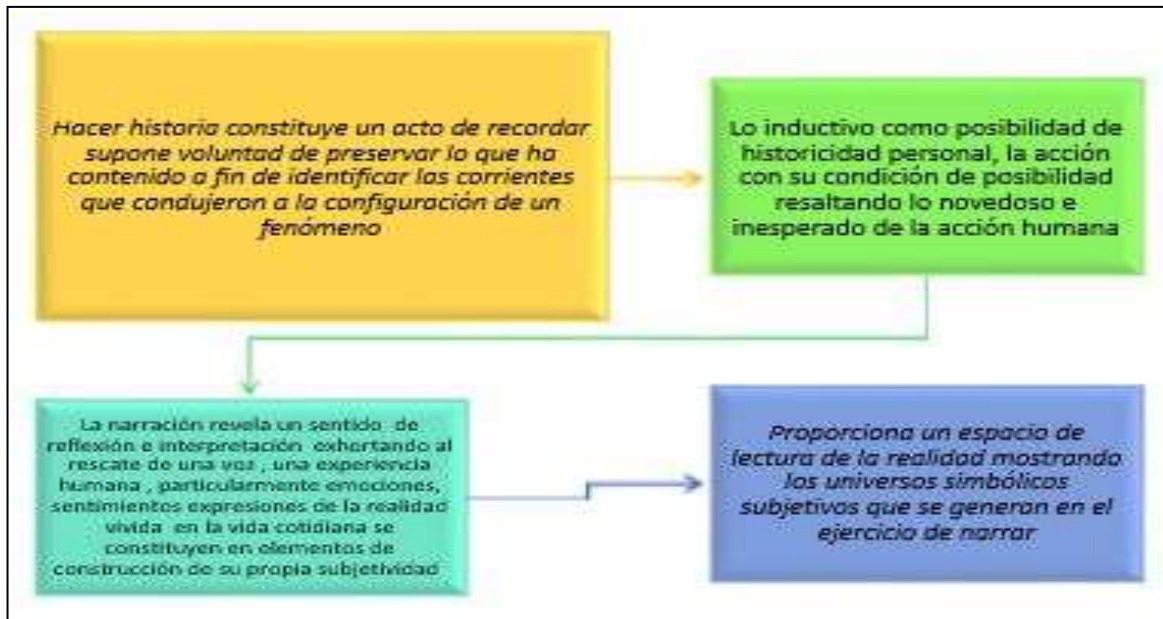 Hacer historia constituye un acto de recordar
supone voluntad de preservar lo que ha
contenido a fin de identificar las corrientes
que condujeron a la configuración de un
fenómeno
Lo inductivo como posibilidad de
historicidad personal, la acción
con su condición de posibilidad
resaltando lo novedoso e
inesperado de la acción humana
La narración revela un sentido de
reflexión e interpretación exhortando al
rescate de una voz , una experiencia
humana , particularmente emociones,
sentimientos expresiones de la realidad
vivida en la vida cotidiana se
constituyen en elementos de
construcción de su propia subjetividad
Proporciona un espacio de
lectura de la realidad mostrando
los universos simbólicos
subjetivos que se generan en el
ejercicio de narrar